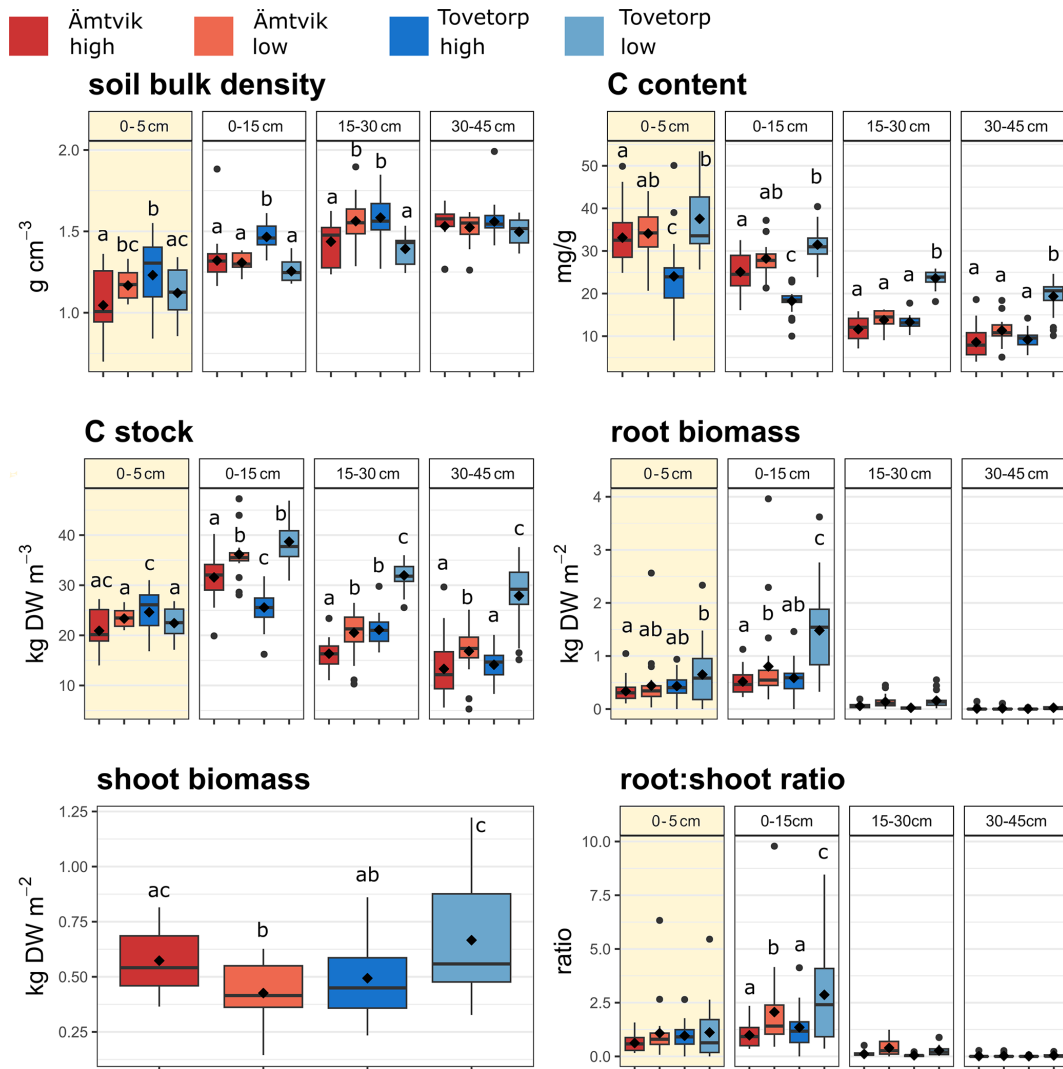 Ämtvik high
Ämtvik low
Tovetorp high
Tovetorp low
soil bulk density
0-5 cm
0-15 cm
15-30 cm
30-45 cm
g cm⁻³
2.0
1.5
1.0
a
bc
b
ac
a
a
b
a
a
b
b
a
C content
0-5 cm
0-15 cm
15-30 cm
30-45 cm
mg/g
50
40
30
20
10
a
ab
c
b
a
ab
c
b
a
a
a
b
a
a
a
b
C stock
0-5 cm
0-15 cm
15-30 cm
30-45 cm
kg DW m⁻³
40
30
20
10
ac
a
c
a
a
b
c
b
a
b
b
c
a
b
a
c
root biomass
0-5 cm
0-15 cm
15-30 cm
30-45 cm
kg DW m⁻²
4
3
2
1
0
a
ab
ab
b
a
b
ab
c
shoot biomass
kg DW m⁻²
1.25
1.00
0.75
0.50
0.25
ac
b
ab
c
root:shoot ratio
0-5 cm
0-15cm
15-30cm
30-45cm
ratio
10.0
7.5
5.0
2.5
0.0
a
b
a
c